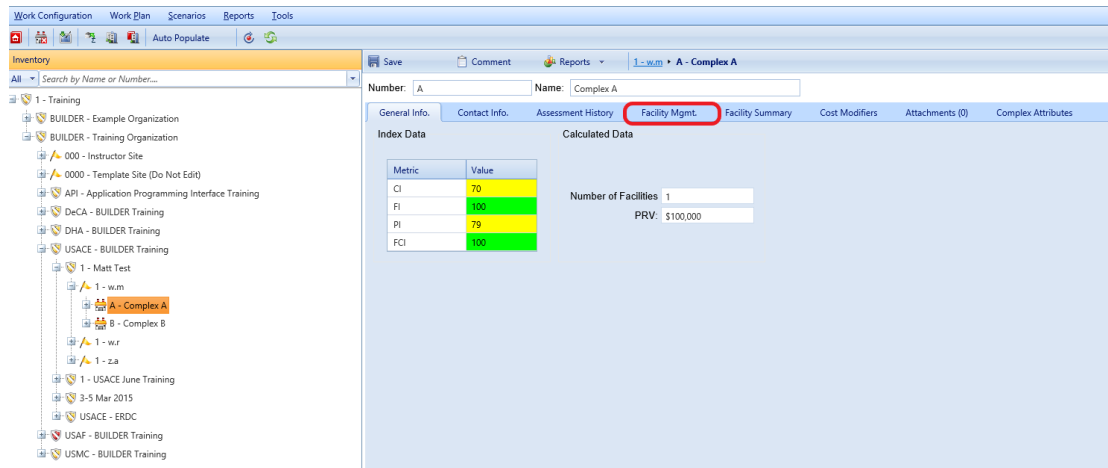 Work Configuration Work Plan Scenarios Reports Tools
Auto Populate
Inventory
All Search by Name or Number....
1 - Training
BUILDER - Example Organization
BUILDER - Training Organization
000 - Instructor Site
0000 - Template Site (Do Not Edit)
API - Application Programming Interface Training
DeCA - BUILDER Training
DHA - BUILDER Training
USACE - BUILDER Training
1 - Matt Test
1 - w.m
A - Complex A
B - Complex B
1 - w.r
1 - z.a
1 - USACE June Training
3-5 Mar 2015
USACE - ERDC
USAF - BUILDER Training
USMC - BUILDER Training
Save Comment Reports 1 - w.m A - Complex A
Number: A Name: Complex A
General Info. Contact Info. Assessment History Facility Mgmt. Facility Summary Cost Modifiers Attachments (0) Complex Attributes
Index Data Calculated Data
Metric Value
CI 70
FI 100
PI 79
FCI 100
Number of Facilities 1
PRV: $100,000